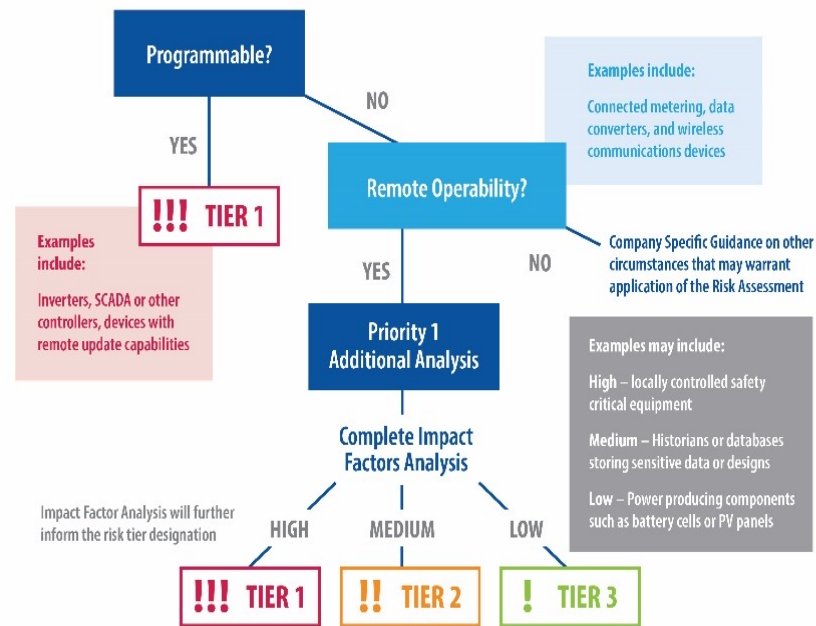 Programmable?
NO
YES
Examples include:
Connected metering, data
converters, and wireless
communications devices
Remote Operability?
!!! TIER 1
Examples
include:
Inverters, SCADA or other
controllers, devices with
remote update capabilities
YES
NO
Company Specific Guidance on other
circumstances that may warrant
application of the Risk Assessment
Priority 1
Additional Analysis
Examples may include:
High – locally controlled safety
critical equipment
Medium – Historians or databases
storing sensitive data or designs
Low – Power producing components
such as battery cells or PV panels
Complete Impact
Factors Analysis
Impact Factor Analysis will further
inform the risk tier designation
HIGH
MEDIUM
LOW
!!! TIER 1
!! TIER 2
! TIER 3